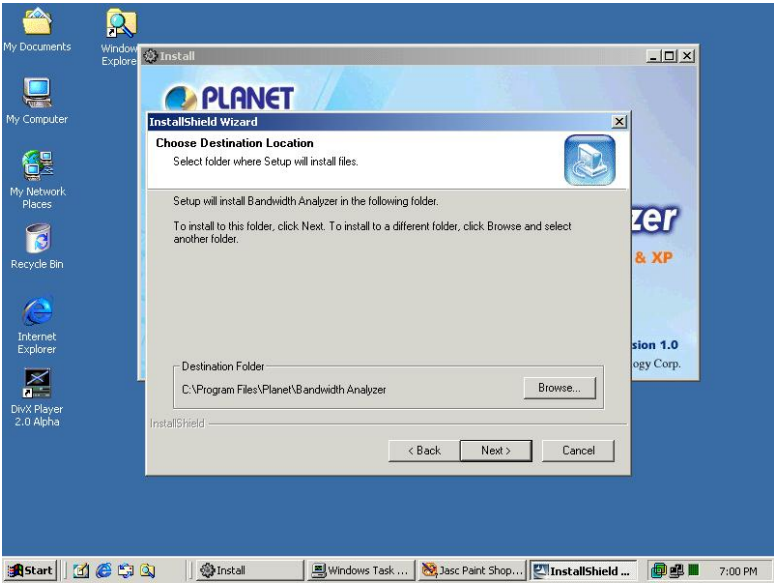 My Documents
Window
Explore
My Computer
My Network
Places
Recycle Bin
Internet
Explorer
DivX Player
2.0 Alpha
Install
PLANET
InstallShield Wizard
Choose Destination Location
Select folder where Setup will install files.
Setup will install Bandwidth Analyzer in the following folder.
To install to this folder, click Next. To install to a different folder, click Browse and select
another folder.
zer
& XP
sion 1.0
ogy Corp.
Destination Folder
C:\Program Files\Planet\Bandwidth Analyzer
Browse...
InstallShield
< Back Next > Cancel
Start Install Windows Task ... Jasc Paint Shop... InstallShield ... 7:00 PM